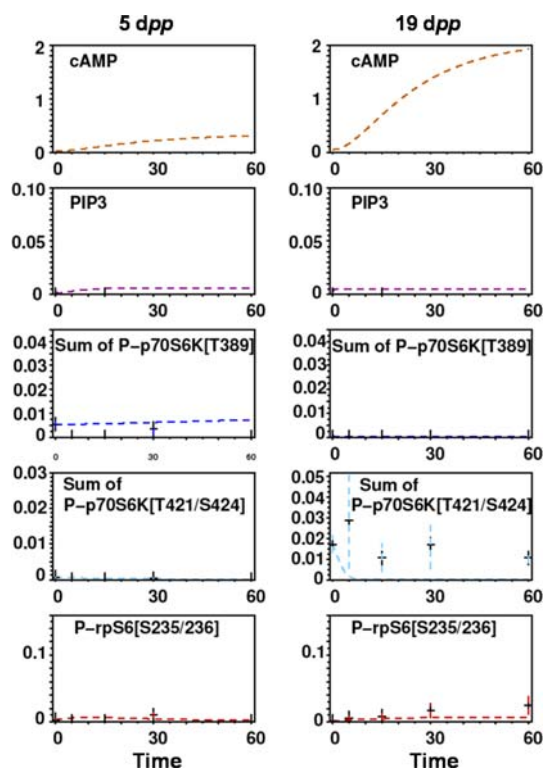 5 dpp 19 dpp
2 cAMP 2 cAMP
1 1
0 0
0 30 60 0 30 60
0.10 PIP3 0.10 PIP3
0.05 0.05
0 0
0 30 60 0 30 60
0.04 Sum of P-p70S6K[T389] 0.04 Sum of P-p70S6K[T389]
0.03 0.03
0.02 0.02
0.01 0.01
0 0
0 30 60 0 30 60
0.03 Sum of 0.05 Sum of
P-p70S6K[T421/S424] 0.04 P-p70S6K[T421/S424]
0.02 0.03
0.01 0.02
0.01
0 0
0 30 60 0 30 60
P-rpS6[S235/236] P-rpS6[S235/236]
0.1 0.1
0 0
0 30 60 0 30 60
Time Time